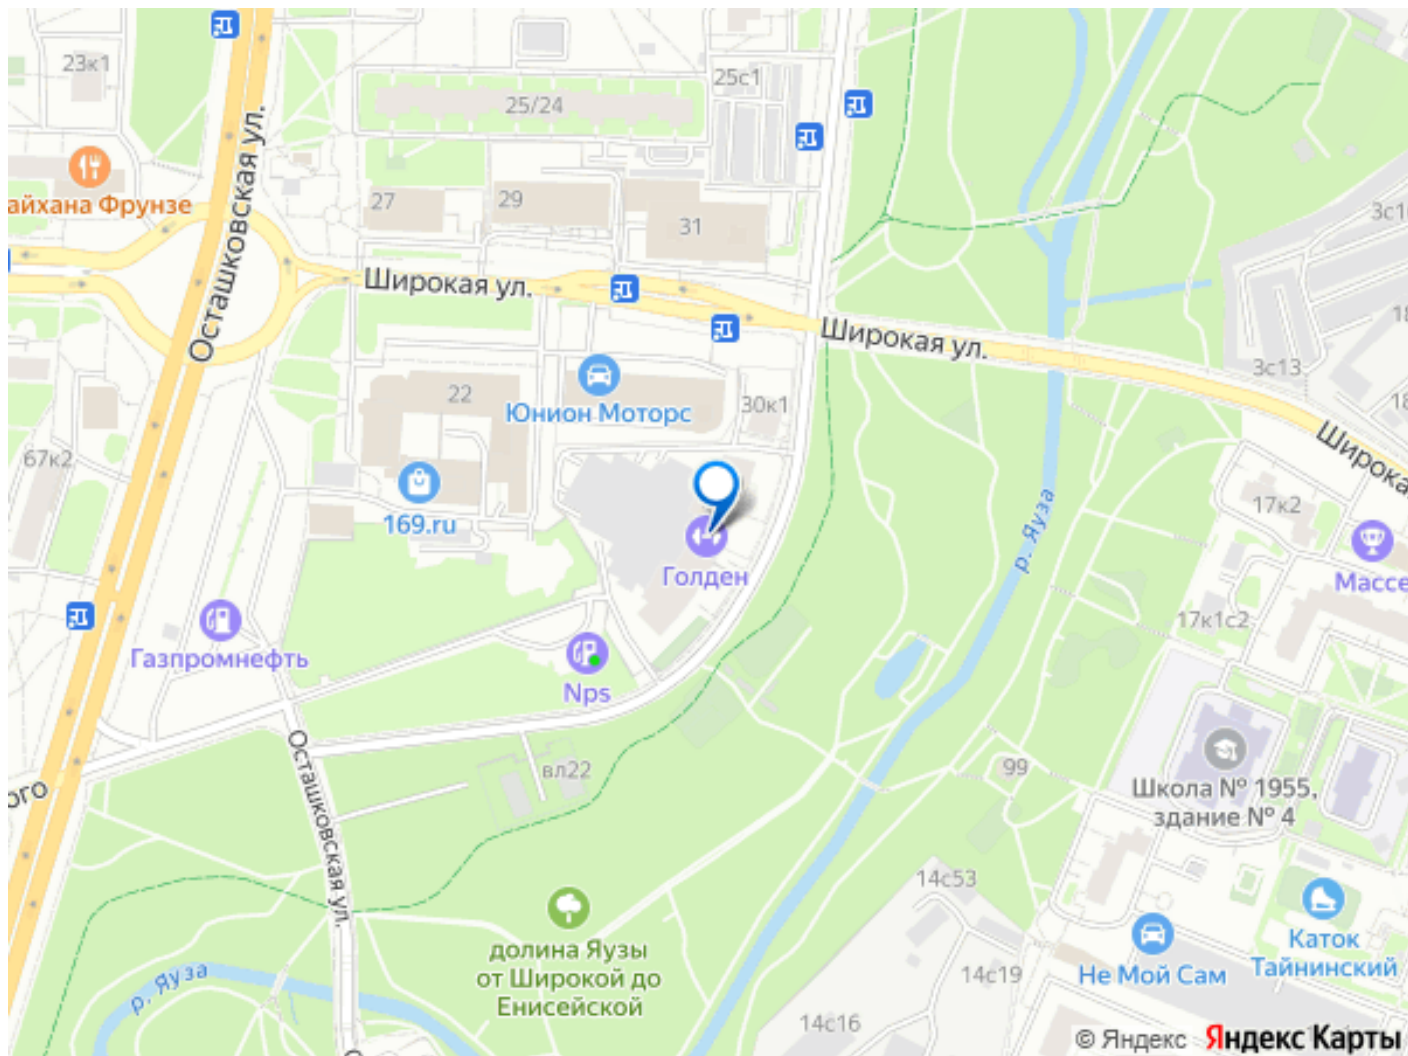 23к1
25с1
25/24
Осташковская ул.
айхана Фрунзе
27
29
31
3с1
Широкая ул.
Широкая ул.
18
3с13
18
22
Юнион Моторс
30к1
Широка
67к2
169.ru
17к2
р. Яуза
Голден
Массе
17к1с2
Газпромнефть
Nps
Осташковская ул.
вл22
99
ого
Школа № 1955,
здание № 4
14с53
долина Яузы
от Широкой до
Енисейской
р. Яуза
Каток
Тайнинский
Не Мой Сам
14с19
14с16
© Яндекс Яндекс Карты